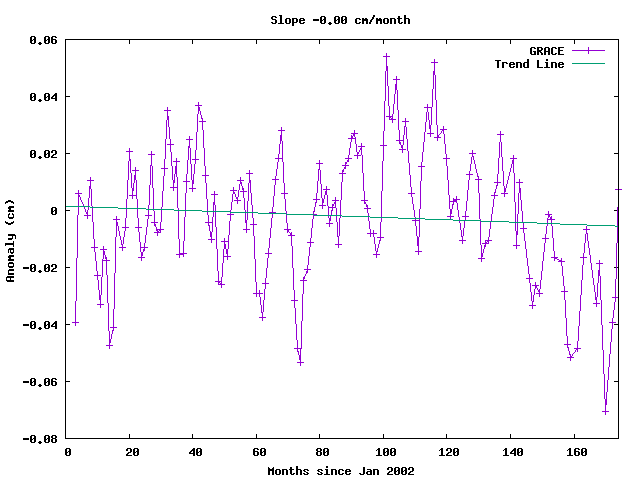 Slope -0.00 cm/month
0.06
GRACE
Trend Line
0.04
0.02
0
-0.02
-0.04
-0.06
-0.08
Anomaly (cm)
0 20 40 60 80 100 120 140 160
Months since Jan 2002